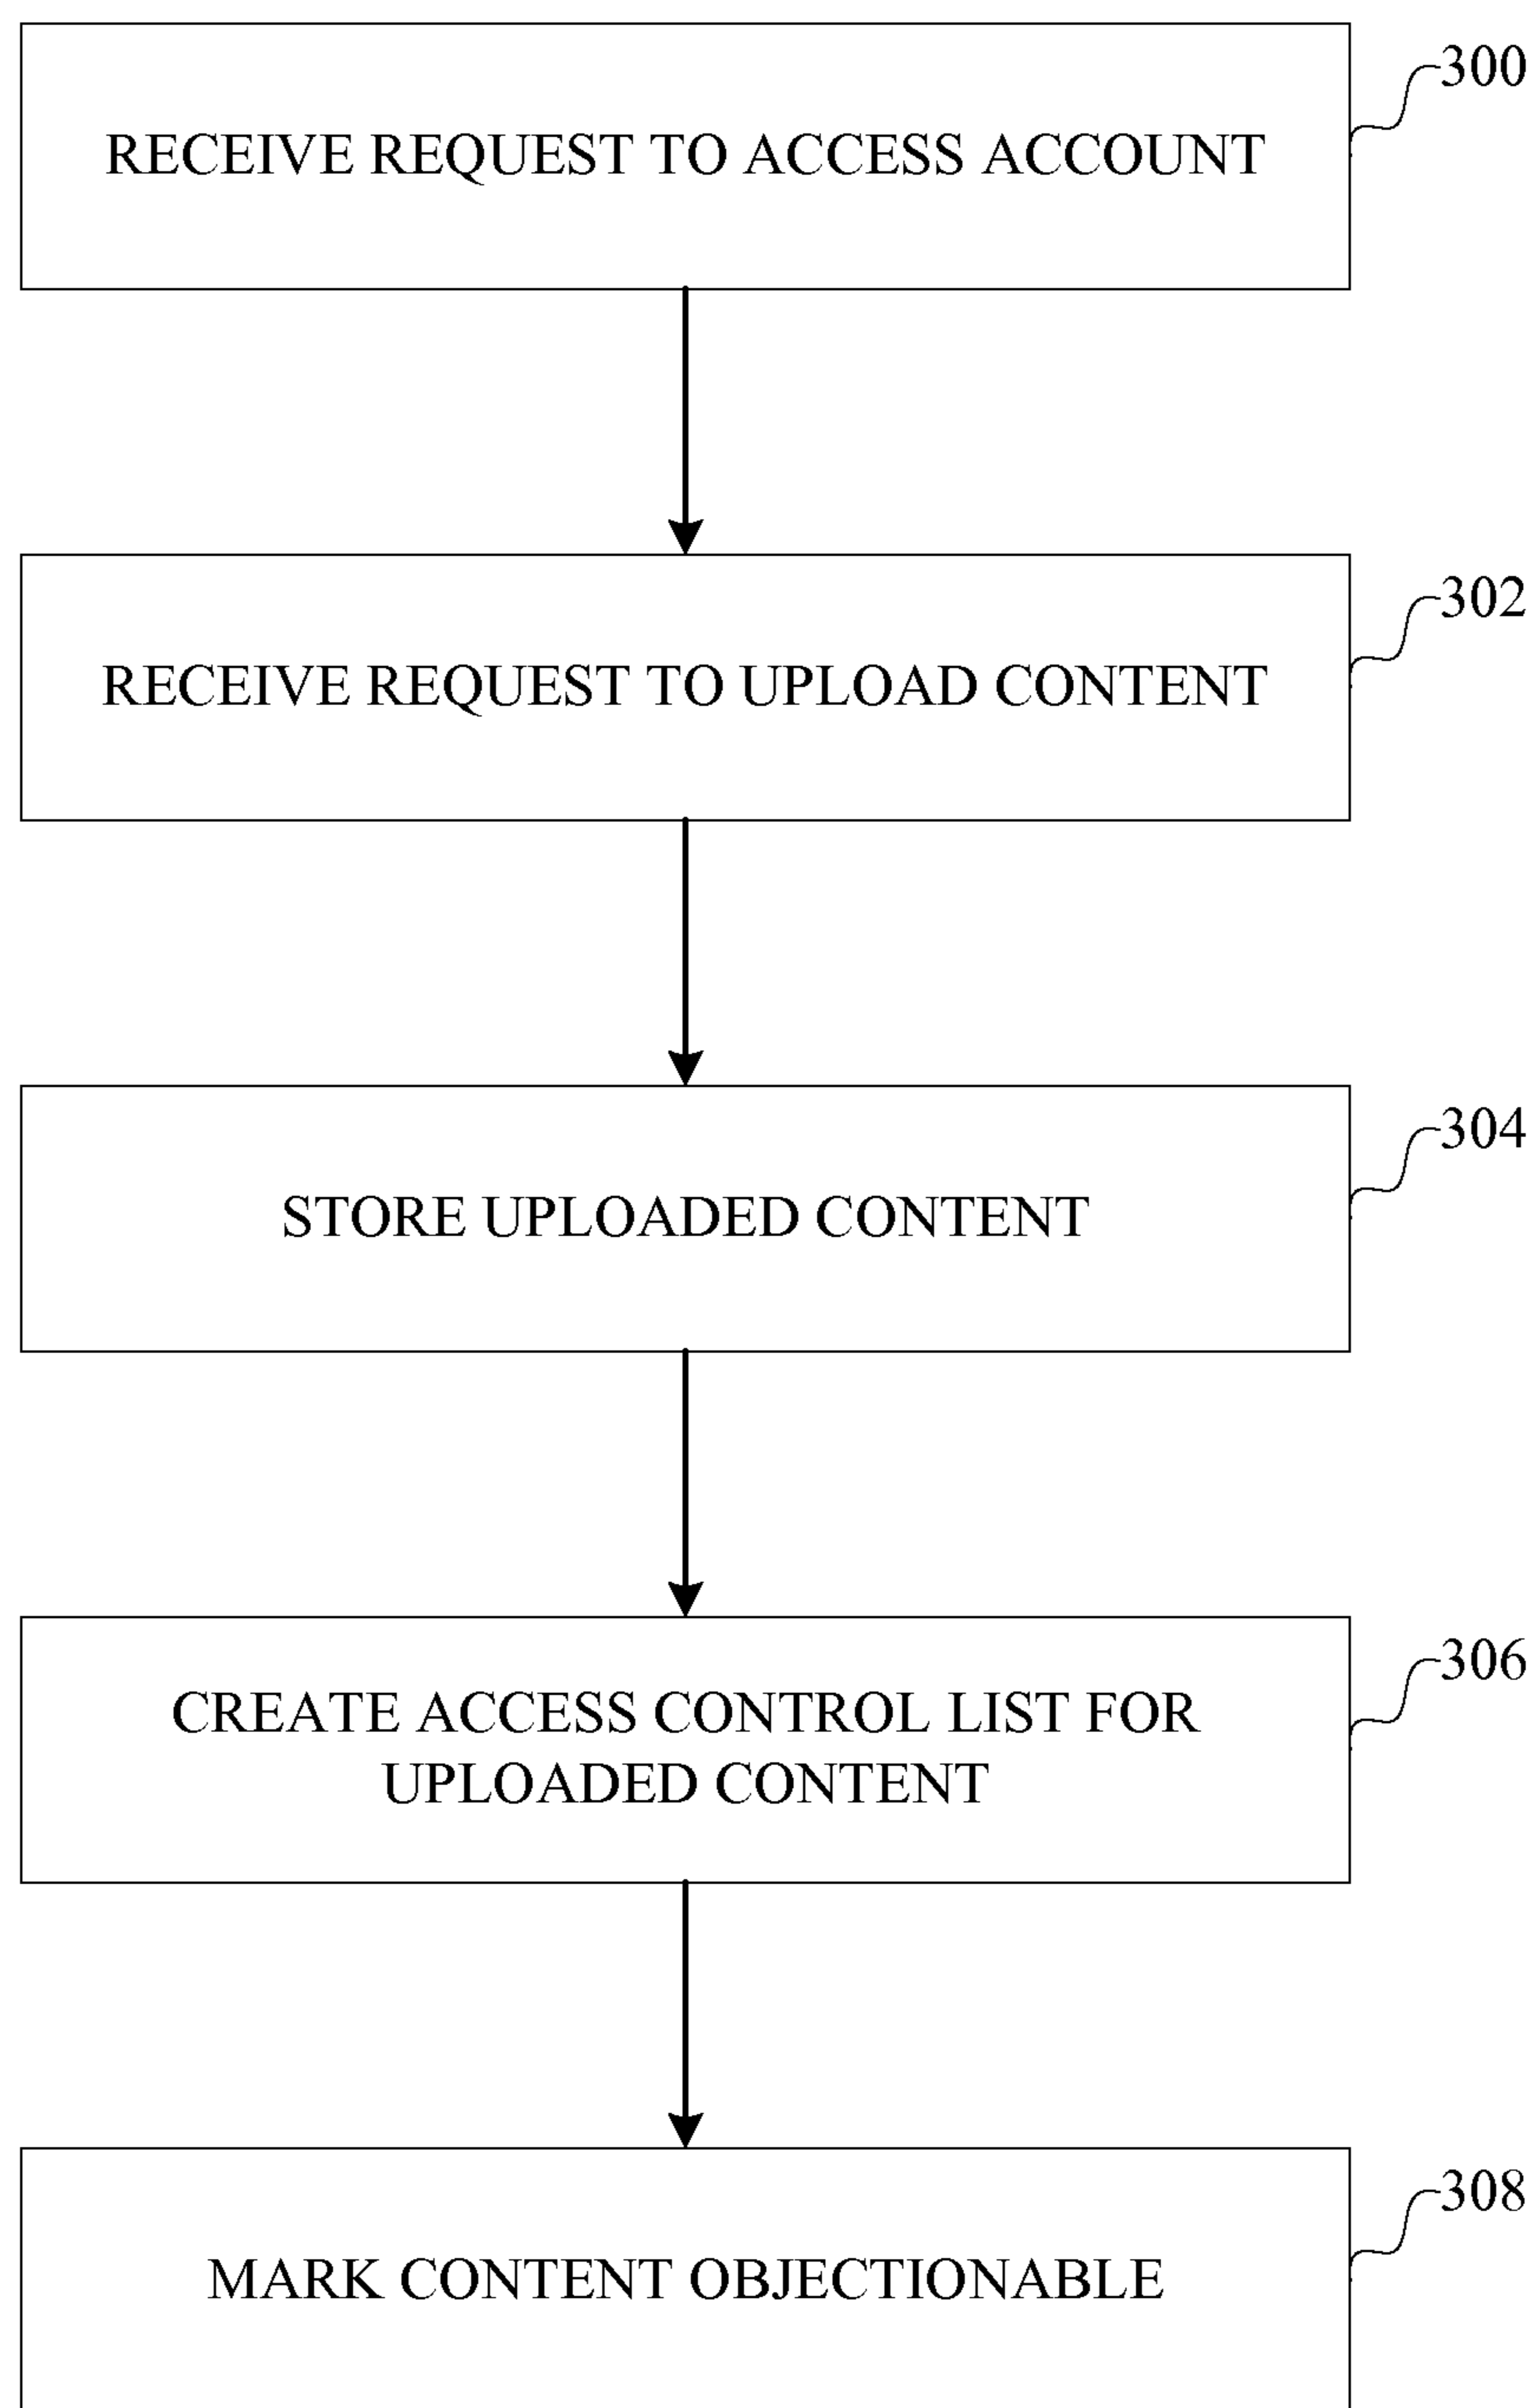 300
RECEIVE REQUEST TO ACCESS ACCOUNT
302
RECEIVE REQUEST TO UPLOAD CONTENT
304
STORE UPLOADED CONTENT
306
CREATE ACCESS CONTROL LIST FOR
UPLOADED CONTENT
308
MARK CONTENT OBJECTIONABLE